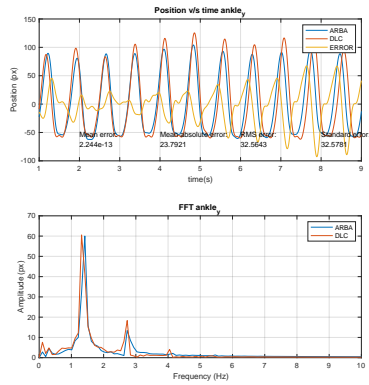 Position v/s time ankle_y
ARBA
DLC
ERROR
Position (px)
150
100
50
0
-50
-100
Mean error:
2.244e-13
Mean absolute error:
23.7921
RMS error:
32.5643
Standard error
32.5781
1 2 3 4 5 6 7 8 9
time(s)
FFT ankle_y
ARBA
DLC
Amplitude (px)
70
60
50
40
30
20
10
0
0 1 2 3 4 5 6 7 8 9 10
Frequency (Hz)